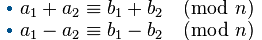 • a₁ + a₂ ≡ b₁ + b₂ (mod n)
• a₁ − a₂ ≡ b₁ − b₂ (mod n)